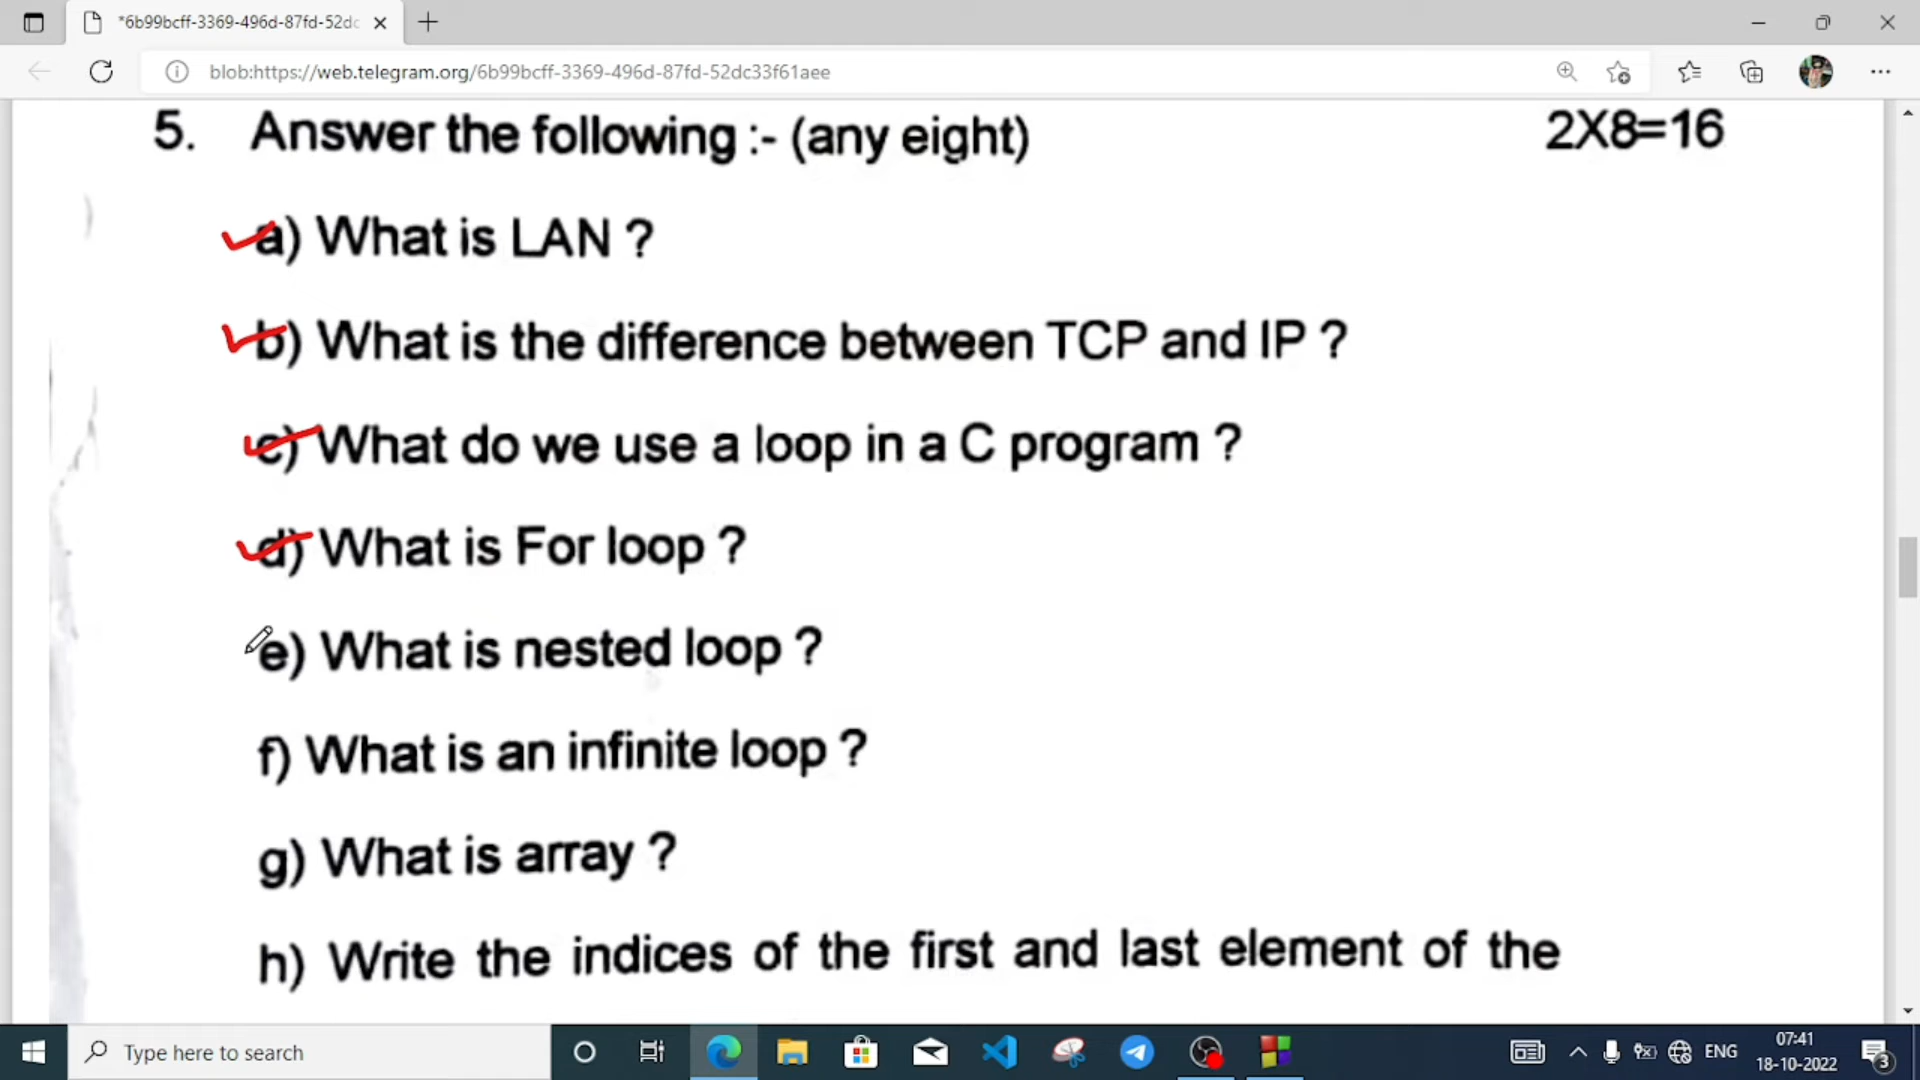 *6b99bcff-3369-496d-87fd-52dc
blob:https://web.telegram.org/6b99bcff-3369-496d-87fd-52dc33f61aee
5. Answer the following :- (any eight) 2X8=16
a) What is LAN ?
b) What is the difference between TCP and IP ?
c) What do we use a loop in a C program ?
d) What is For loop ?
e) What is nested loop ?
f) What is an infinite loop ?
g) What is array ?
h) Write the indices of the first and last element of the
Type here to search
ENG
07:41
18-10-2022
3